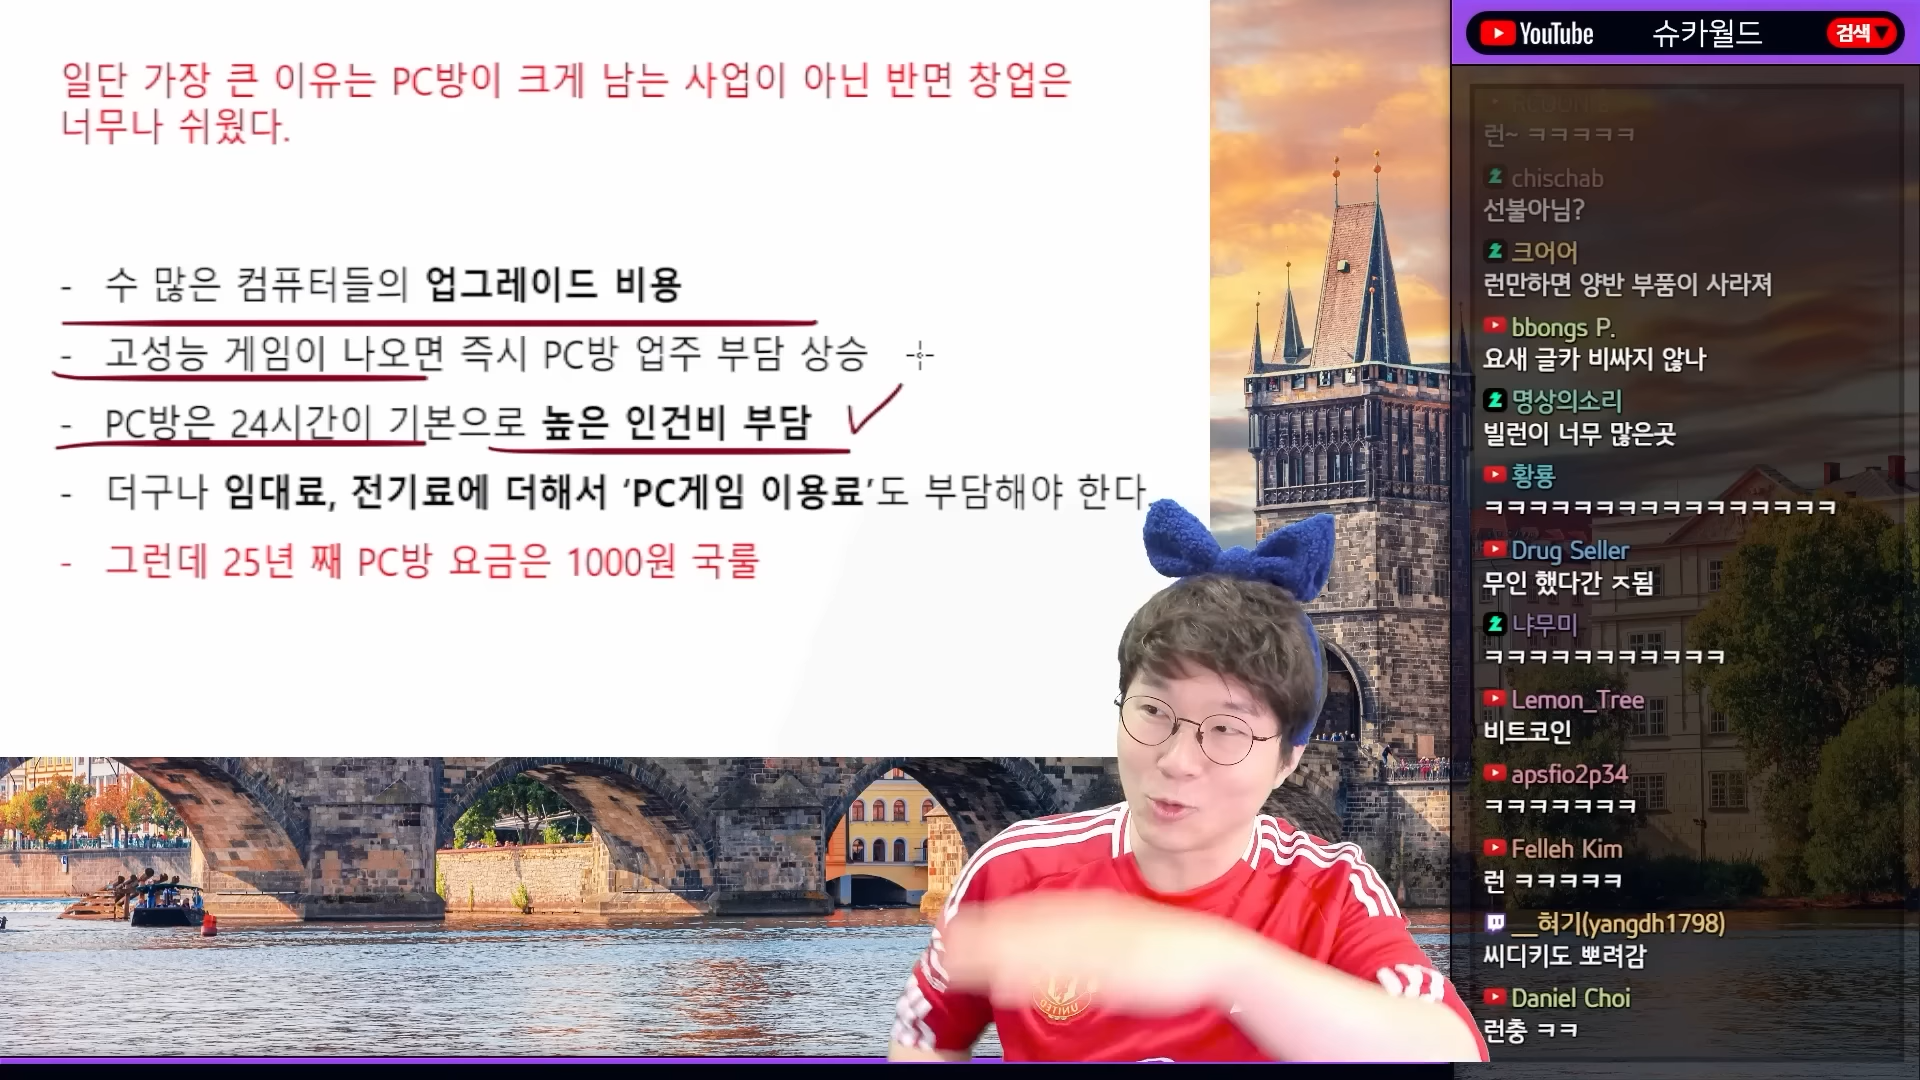 일단 가장 큰 이유는 PC방이 크게 남는 사업이 아닌 반면 창업은
너무나 쉬웠다.
- 수 많은 컴퓨터들의 업그레이드 비용
- 고성능 게임이 나오면 즉시 PC방 업주 부담 상승
- PC방은 24시간이 기본으로 높은 인건비 부담
- 더구나 임대료, 전기료에 더해서 ‘PC게임 이용료’도 부담해야 한다
- 그런데 25년 째 PC방 요금은 1000원 국룰
YouTube 슈카월드 검색
런~ ㅋㅋㅋㅋㅋ
chischab
선불아님?
크어어
런만하면 양반 부품이 사라져
bbongs P.
요새 글카 비싸지 않나
명상의소리
빌런이 너무 많은곳
황룡
ㅋㅋㅋㅋㅋㅋㅋㅋㅋㅋㅋㅋㅋㅋㅋㅋ
Drug Seller
무인 했다간 ㅈ됨
냐무미
ㅋㅋㅋㅋㅋㅋㅋㅋㅋㅋㅋ
Lemon_Tree
비트코인
apsfio2p34
ㅋㅋㅋㅋㅋㅋㅋ
Felleh Kim
런 ㅋㅋㅋㅋㅋ
__혀기(yangdh1798)
씨디키도 뽀려감
Daniel Choi
런충 ㅋㅋ